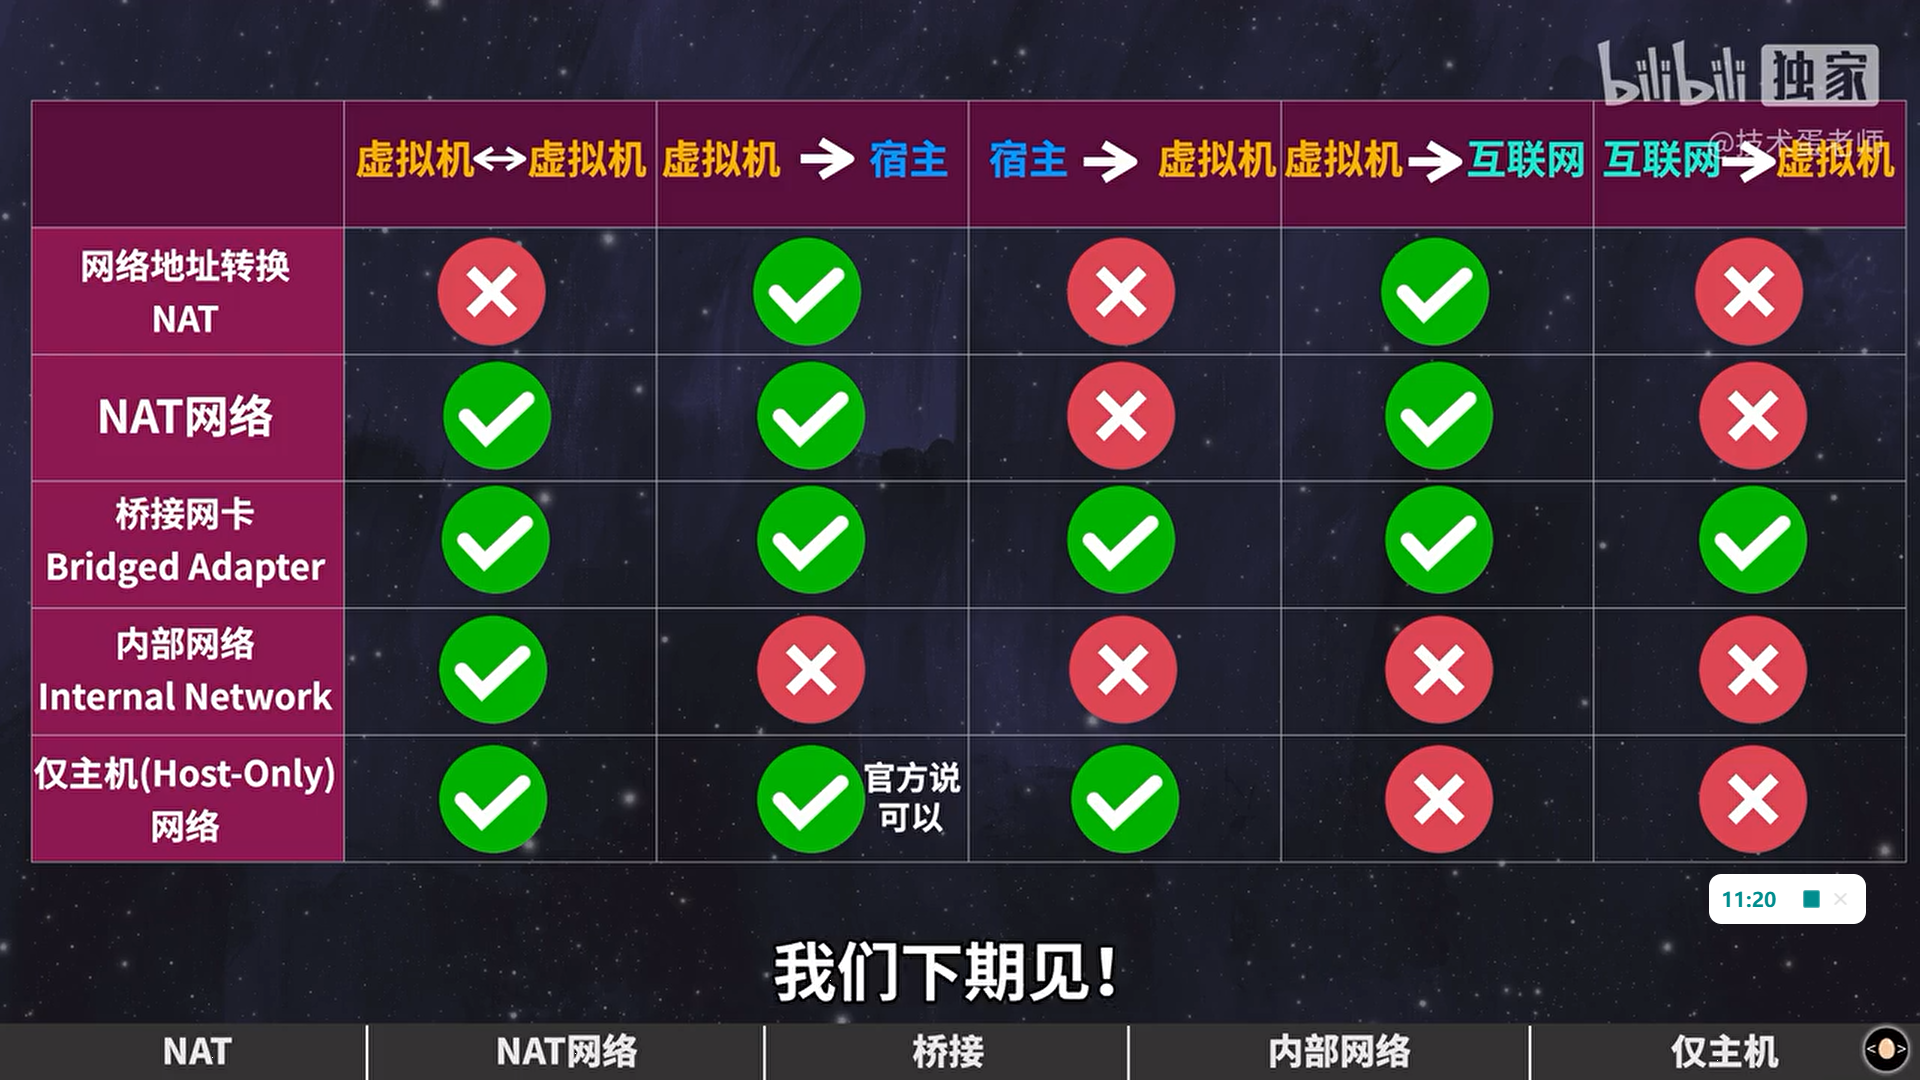 bilibili 独家
@技术蛋老师
虚拟机↔虚拟机 虚拟机→宿主 宿主→虚拟机 虚拟机→互联网 互联网→虚拟机
网络地址转换
NAT
NAT网络
桥接网卡
Bridged Adapter
内部网络
Internal Network
仅主机(Host-Only)
网络
官方说
可以
11:20
我们下期见!
NAT NAT网络 桥接 内部网络 仅主机